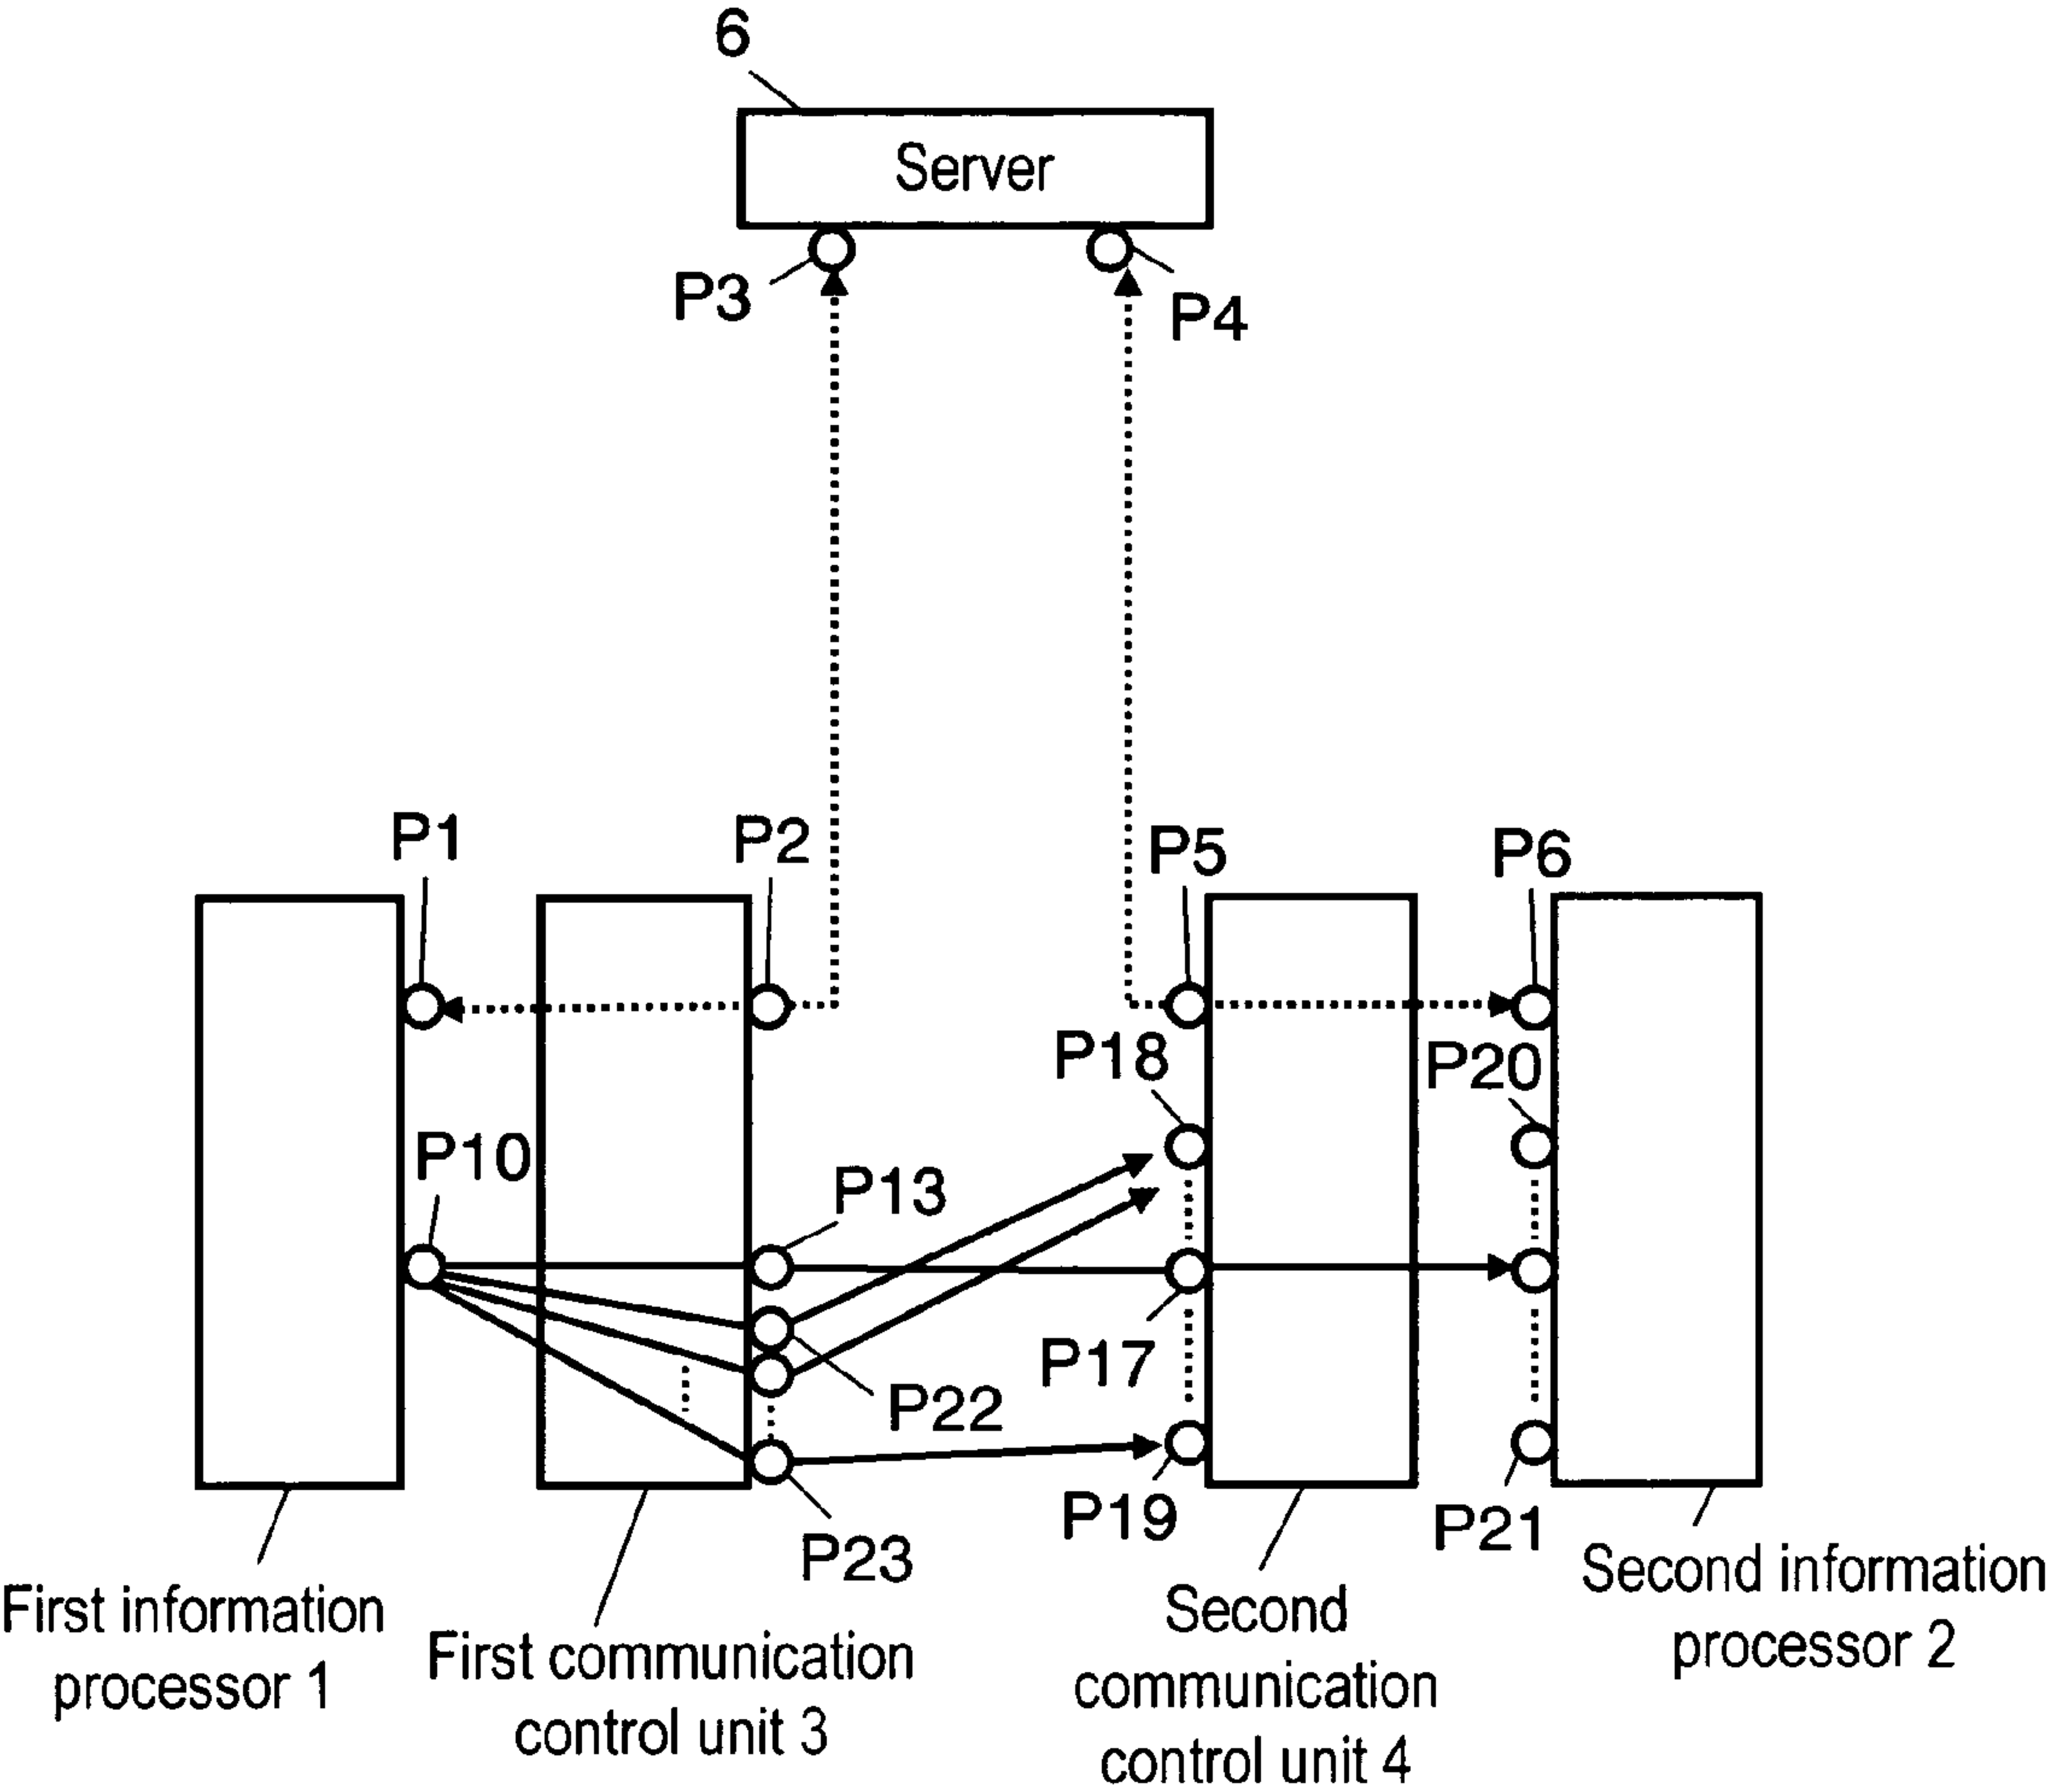 6
Server
P3
P4
P1
P2
P5
P6
P18
P20
P10
P13
P17
P22
P19
P21
P23
First information
processor 1
First communication
control unit 3
Second
communication
control unit 4
Second information
processor 2